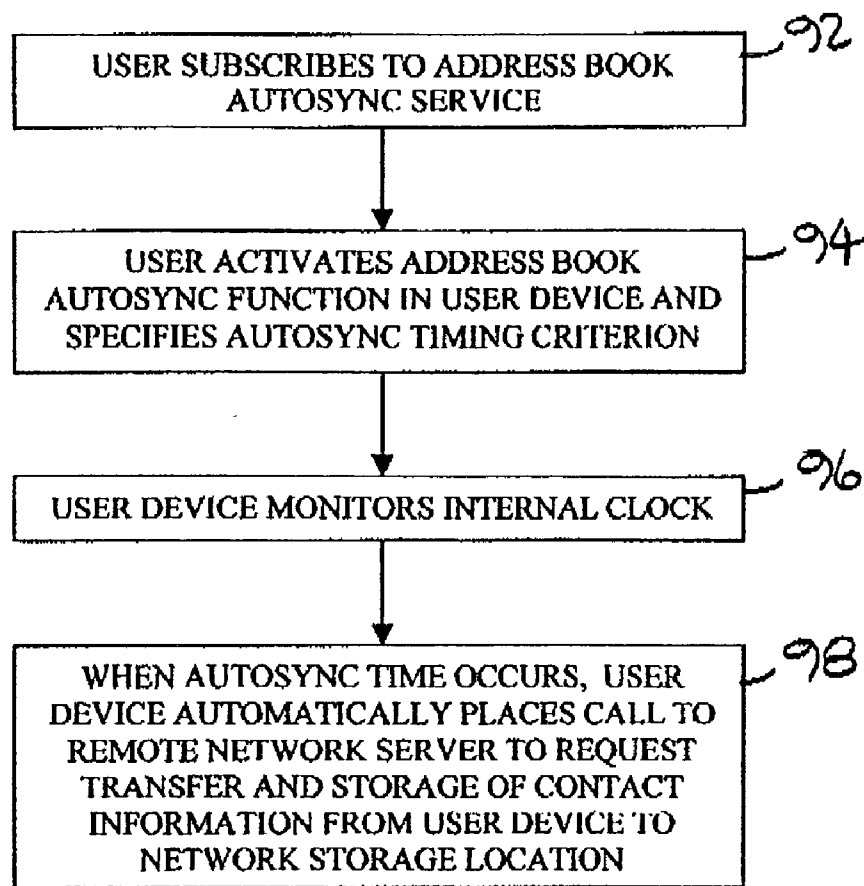 92
USER SUBSCRIBES TO ADDRESS BOOK
AUTOSYNC SERVICE
94
USER ACTIVATES ADDRESS BOOK
AUTOSYNC FUNCTION IN USER DEVICE AND
SPECIFIES AUTOSYNC TIMING CRITERION
96
USER DEVICE MONITORS INTERNAL CLOCK
98
WHEN AUTOSYNC TIME OCCURS, USER
DEVICE AUTOMATICALLY PLACES CALL TO
REMOTE NETWORK SERVER TO REQUEST
TRANSFER AND STORAGE OF CONTACT
INFORMATION FROM USER DEVICE TO
NETWORK STORAGE LOCATION